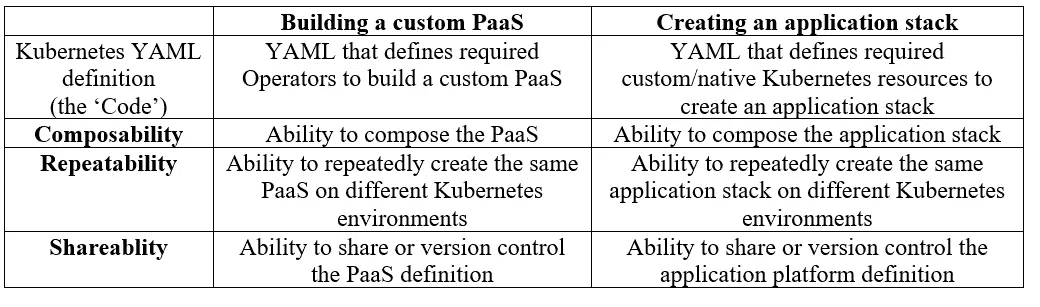 Building a custom PaaS Creating an application stack
Kubernetes YAML definition (the ‘Code’) YAML that defines required Operators to build a custom PaaS YAML that defines required custom/native Kubernetes resources to create an application stack
Composability Ability to compose the PaaS Ability to compose the application stack
Repeatability Ability to repeatedly create the same PaaS on different Kubernetes environments Ability to repeatedly create the same application stack on different Kubernetes environments
Shareablity Ability to share or version control the PaaS definition Ability to share or version control the application platform definition